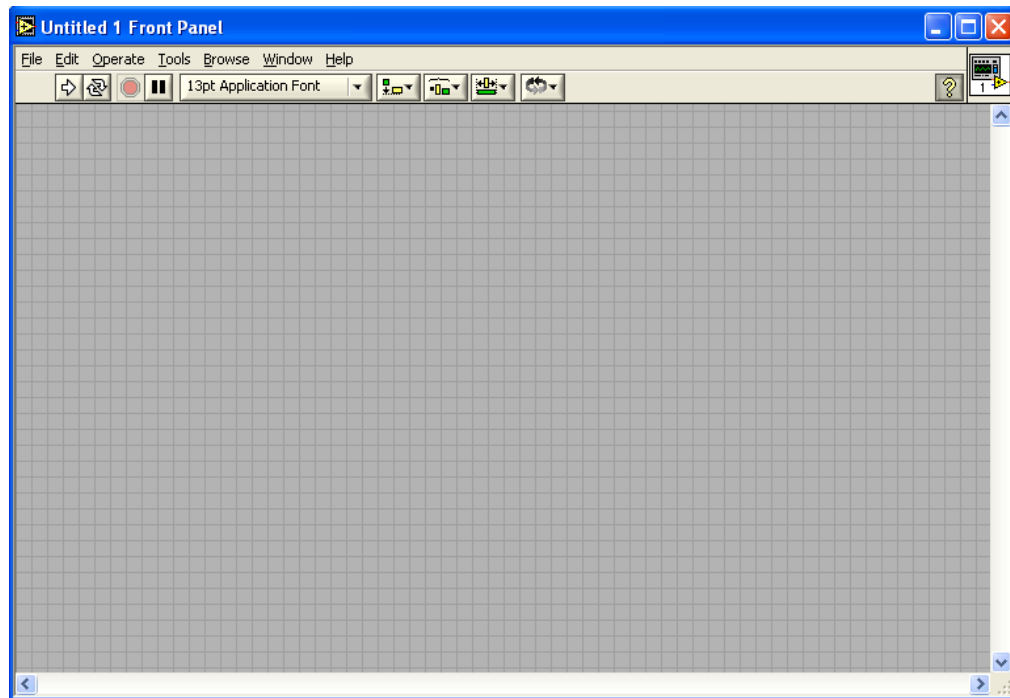 Untitled 1 Front Panel
File Edit Operate Tools Browse Window Help
13pt Application Font
?
1